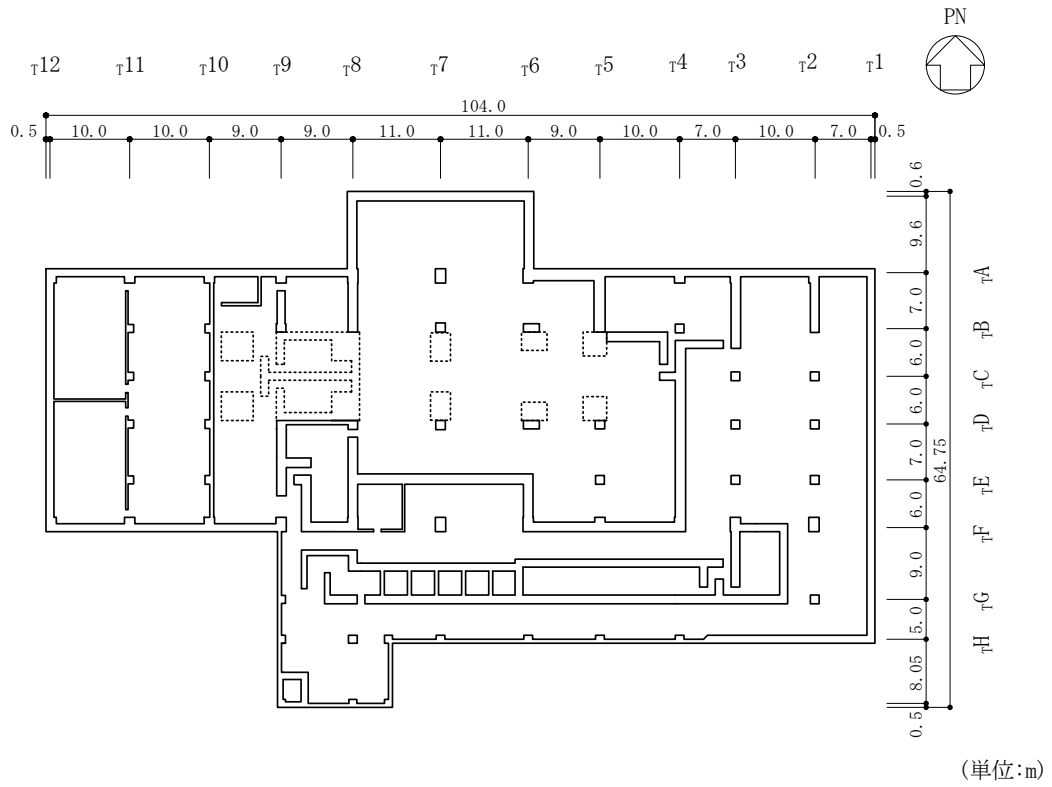 PN
T12 T11 T10 T9 T8 T7 T6 T5 T4 T3 T2 T1
104.0
0.5 10.0 10.0 9.0 9.0 11.0 11.0 9.0 10.0 7.0 10.0 7.0 0.5
0.6
9.6
TA
7.0
TB
6.0
TC
6.0
TD
7.0
64.75
TE
6.0
TF
9.0
TG
5.0
TH
8.05
0.5
(単位:m)